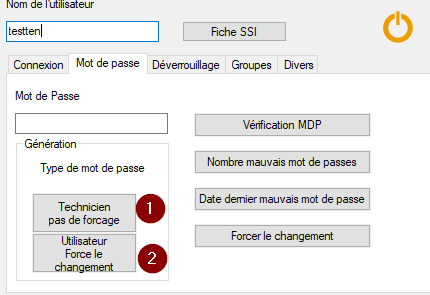 Nom de l'utilisateur
testten
Fiche SSI
Connexion
Mot de passe
Déverrouillage
Groupes
Divers
Mot de Passe
Vérification MDP
Génération
Type de mot de passe
Nombre mauvais mot de passes
Technicien
pas de forcage
1
Date dernier mauvais mot de passe
Utilisateur
Force le
changement
2
Forcer le changement